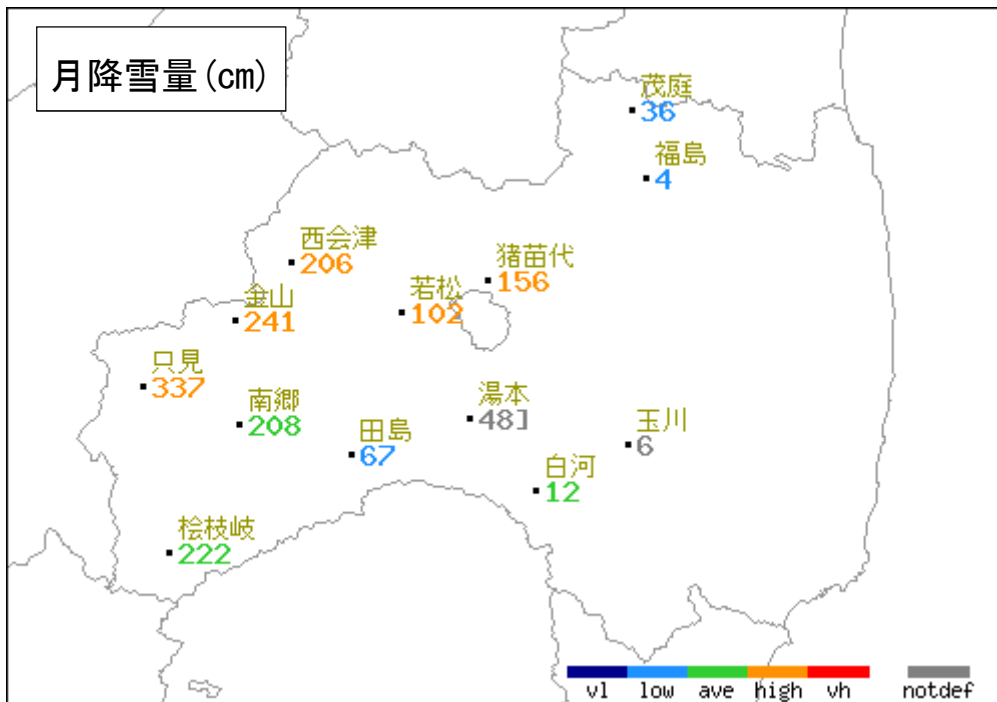 月降雪量(cm)
茂庭
36
福島
4
西会津
206
猪苗代
156
金山
241
若松
102
只見
337
南郷
208
湯本
48]
田島
67
玉川
6
白河
12
桧枝岐
222
vl low ave high vh notdef